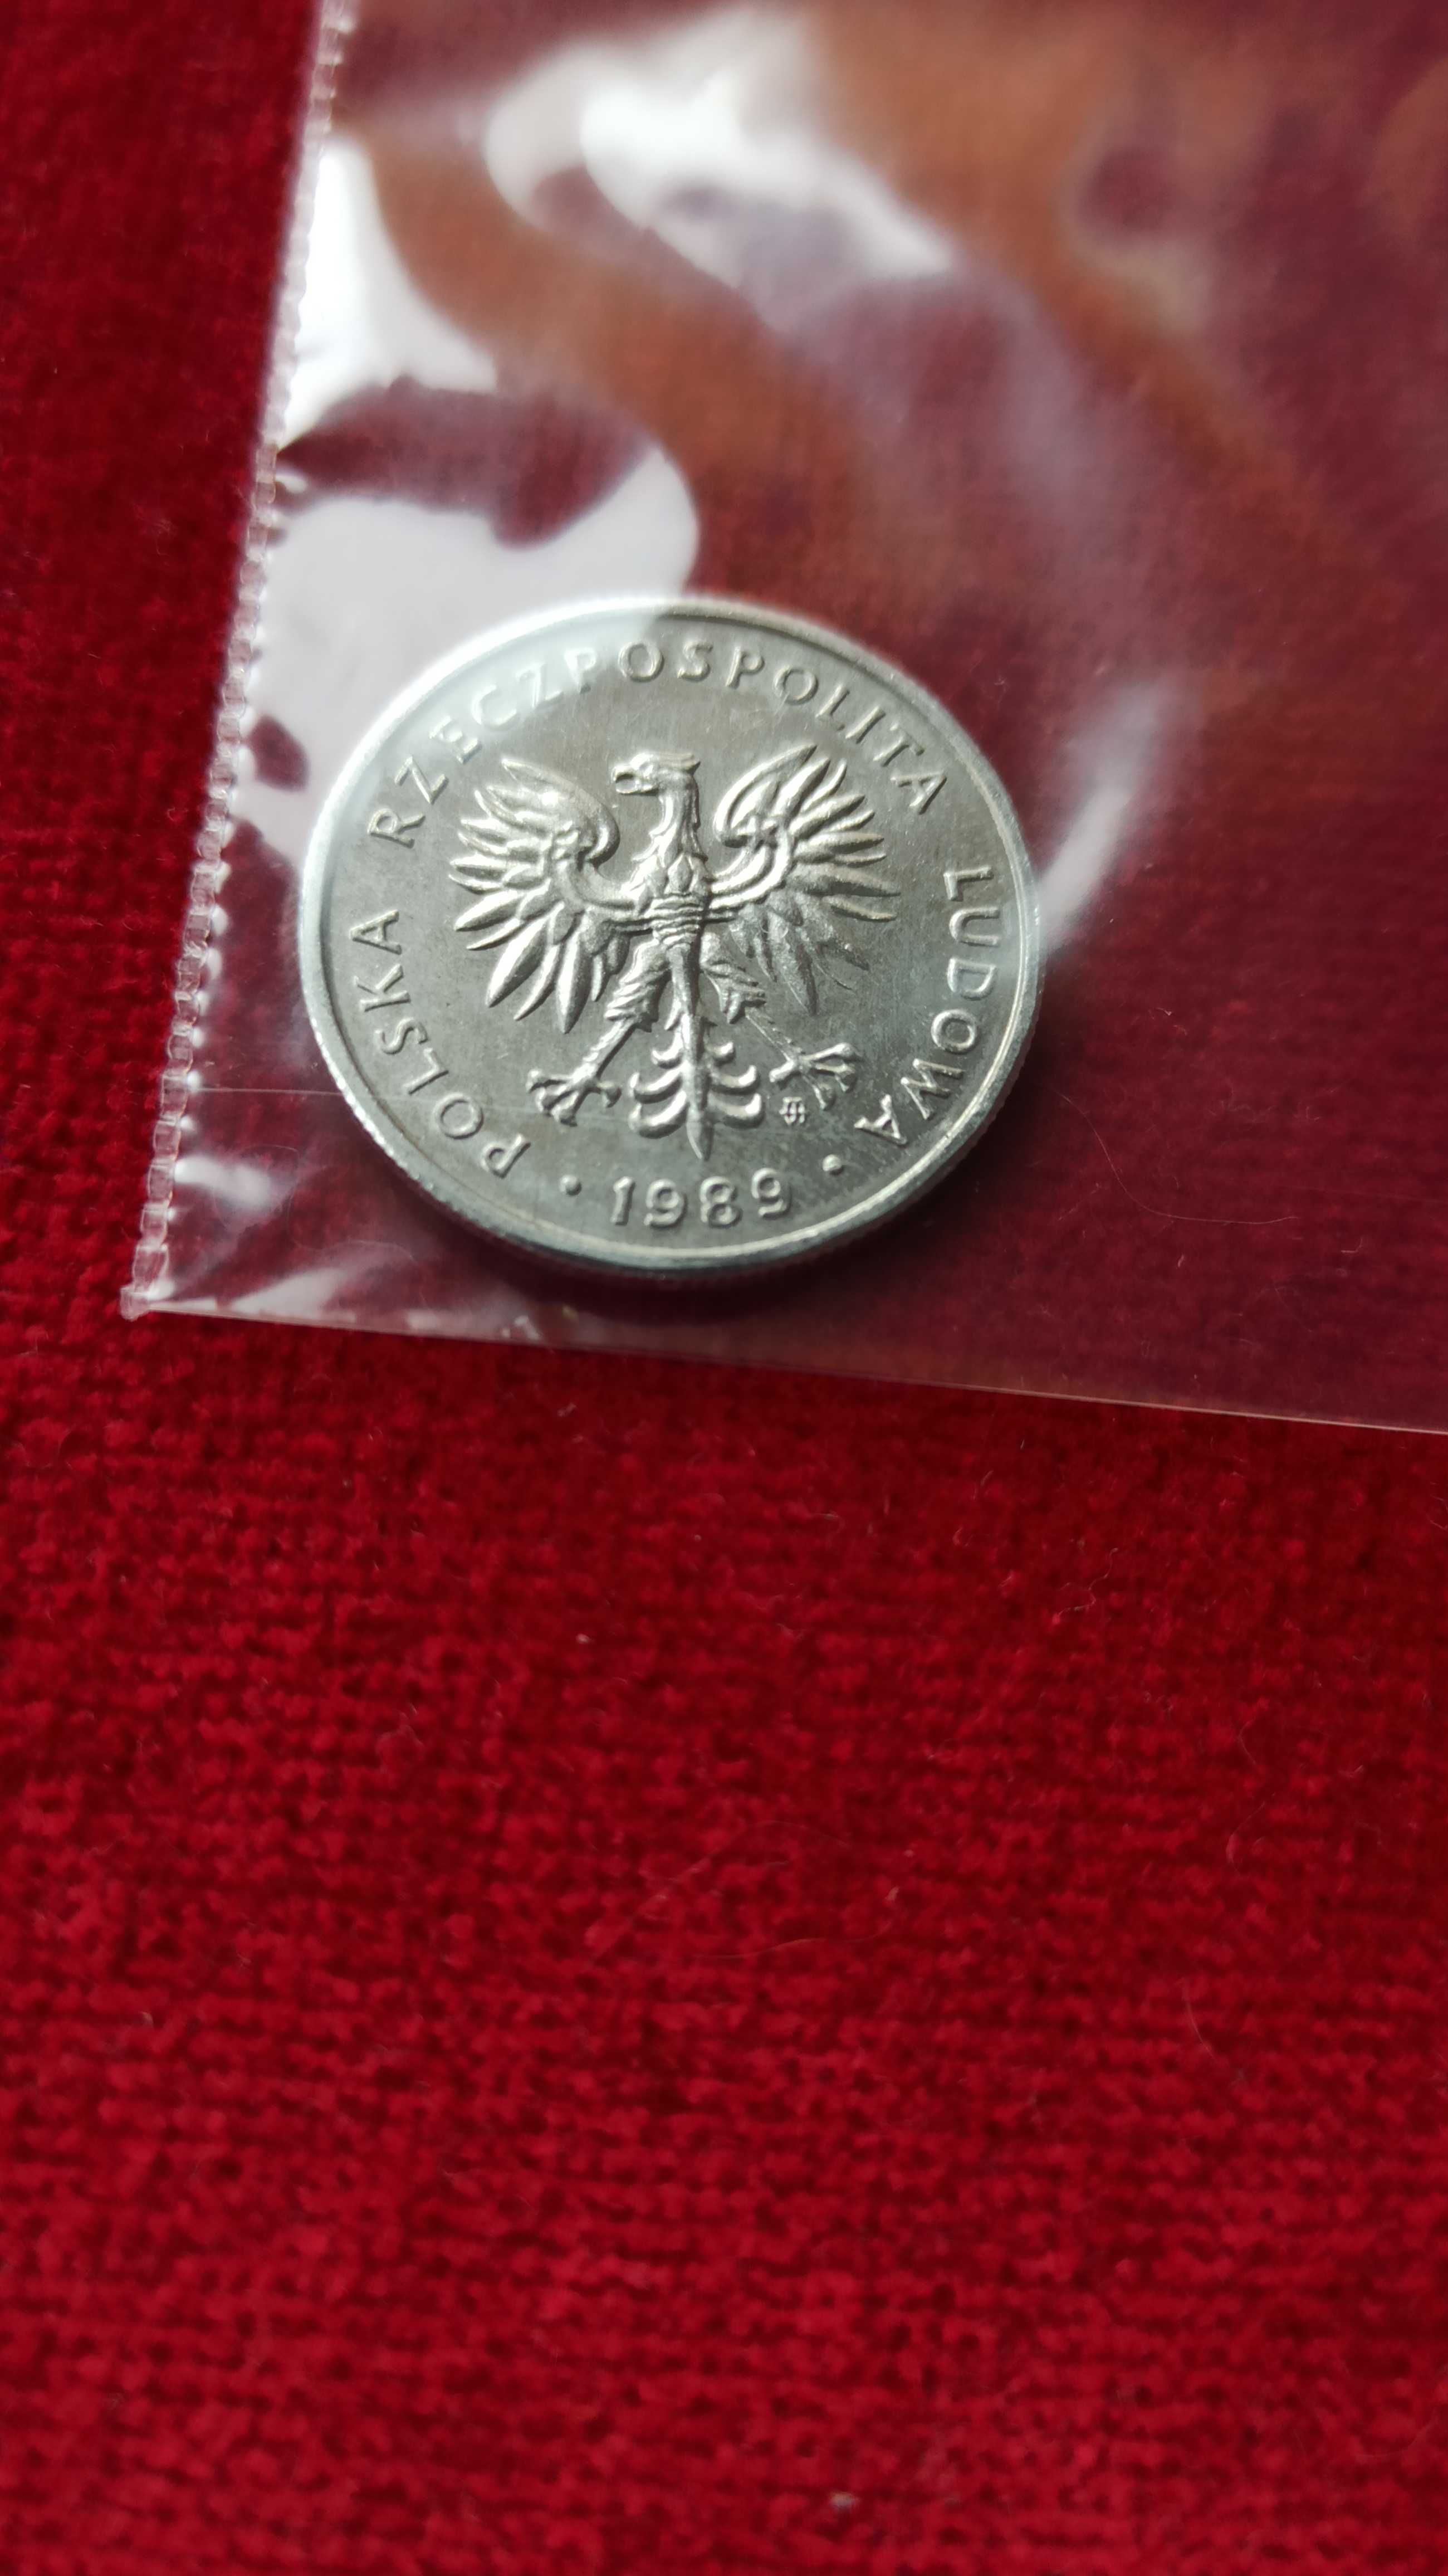 POLSKA RZECZPOSPOLITA LUDOWA
· 1989 ·